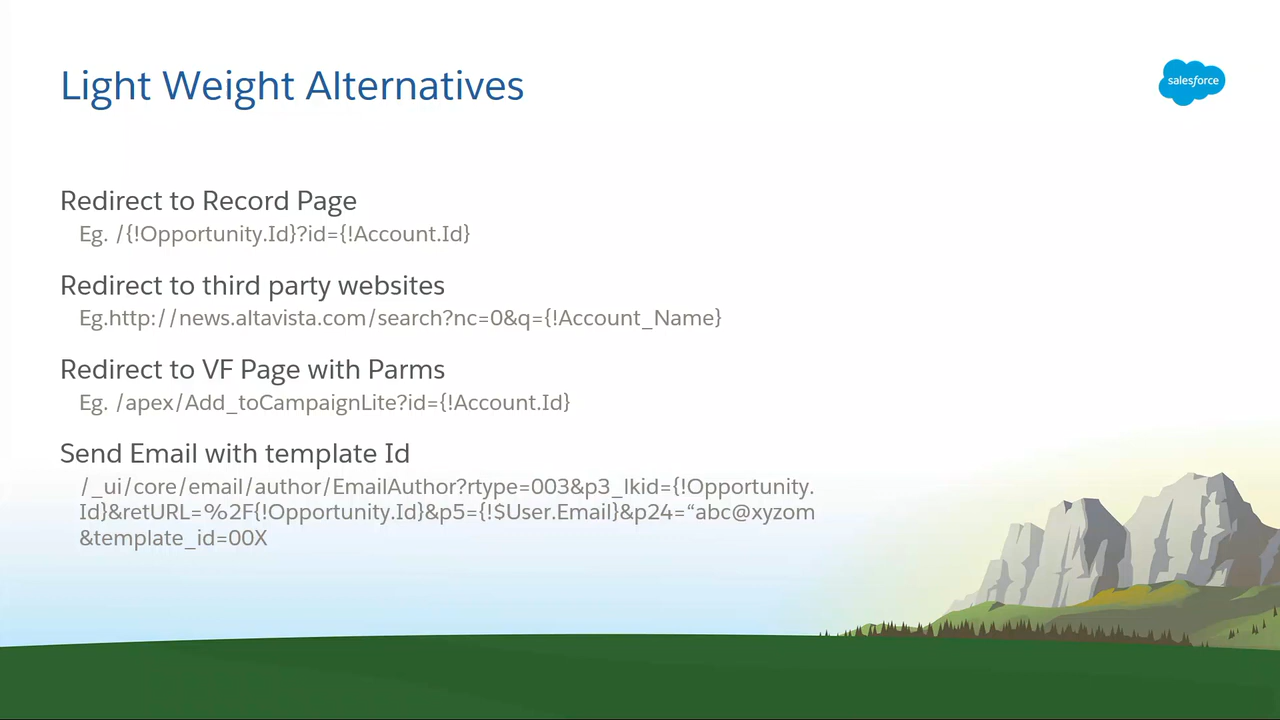 Light Weight Alternatives
salesforce
Redirect to Record Page
Eg. /{!Opportunity.Id}?id={!Account.Id}
Redirect to third party websites
Eg.http://news.altavista.com/search?nc=0&q={!Account_Name}
Redirect to VF Page with Parms
Eg. /apex/Add_toCampaignLite?id={!Account.Id}
Send Email with template Id
/_ui/core/email/author/EmailAuthor?rtype=003&p3_lkid={!Opportunity.
Id}&retURL=%2F{!Opportunity.Id}&p5={!$User.Email}&p24=“abc@xyzom
&template_id=00X